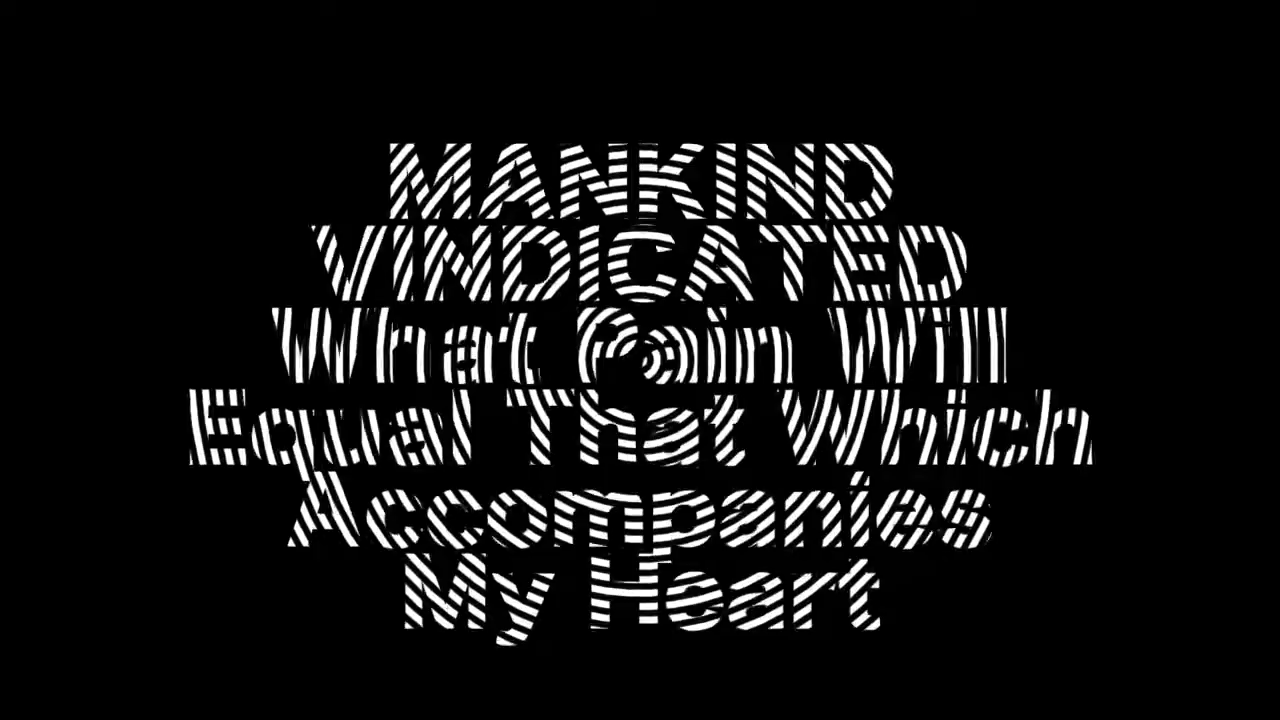 MANKIND
VINDICATED
What Pain Will
Equal That Which
Accompanies
My Heart